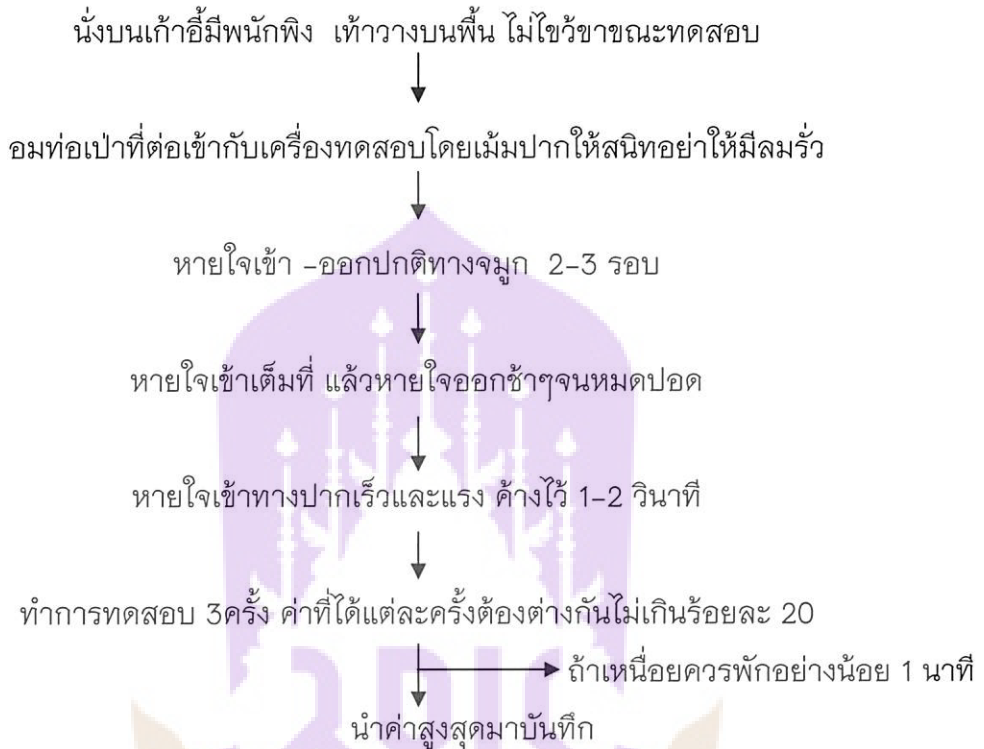 นั่งบนเก้าอี้มีพนักพิง เท้าวางบนพื้น ไม่ไขว้ขาขณะทดสอบ
อมท่อเป่าที่ต่อเข้ากับเครื่องทดสอบโดยเม้มปากให้สนิทอย่าให้มีลมรั่ว
หายใจเข้า -ออกปกติทางจมูก 2-3 รอบ
หายใจเข้าเต็มที่ แล้วหายใจออกช้าๆจนหมดปอด
หายใจเข้าทางปากเร็วและแรง ค้างไว้ 1-2 วินาที
ทำการทดสอบ 3ครั้ง ค่าที่ได้แต่ละครั้งต้องต่างกันไม่เกินร้อยละ 20
ถ้าเหนื่อยควรพักอย่างน้อย 1 นาที
นำค่าสูงสุดมาบันทึก